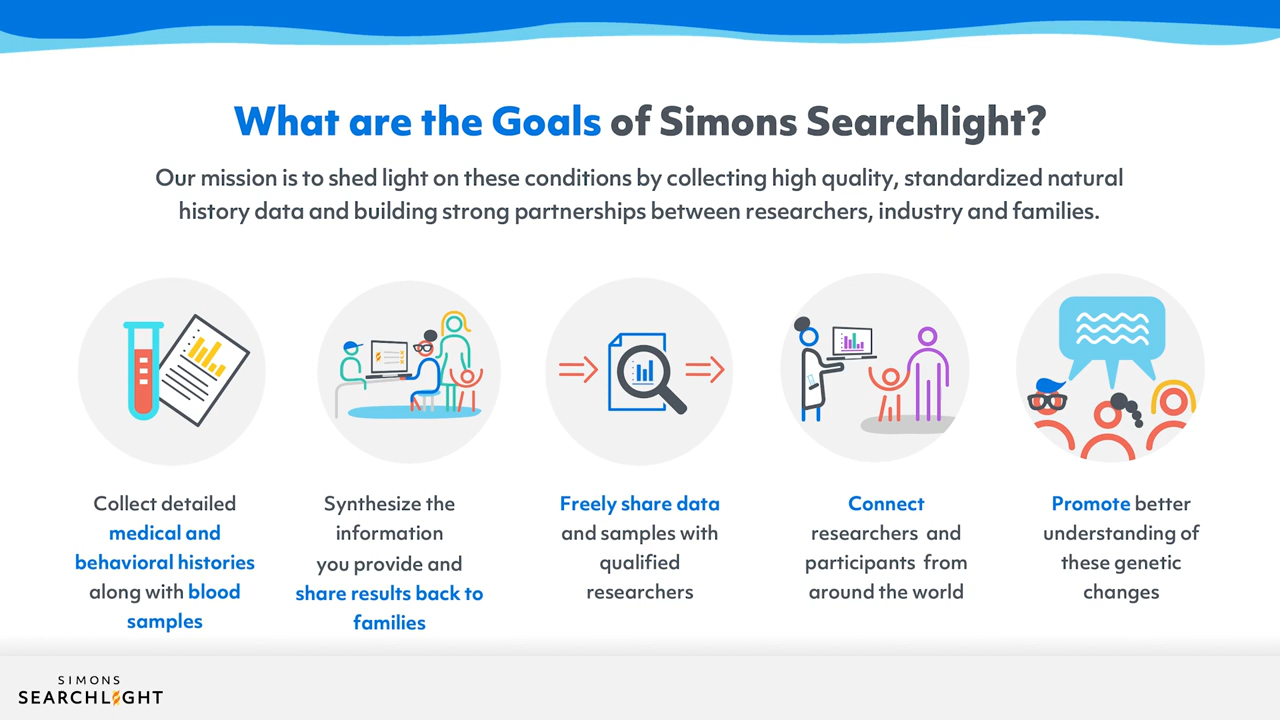 What are the Goals of Simons Searchlight?
Our mission is to shed light on these conditions by collecting high quality, standardized natural
history data and building strong partnerships between researchers, industry and families.
Collect detailed
medical and
behavioral histories
along with blood
samples
Synthesize the
information
you provide and
share results back to
families
Freely share data
and samples with
qualified
researchers
Connect
researchers and
participants from
around the world
Promote better
understanding of
these genetic
changes
SIMONS
SEARCHLIGHT